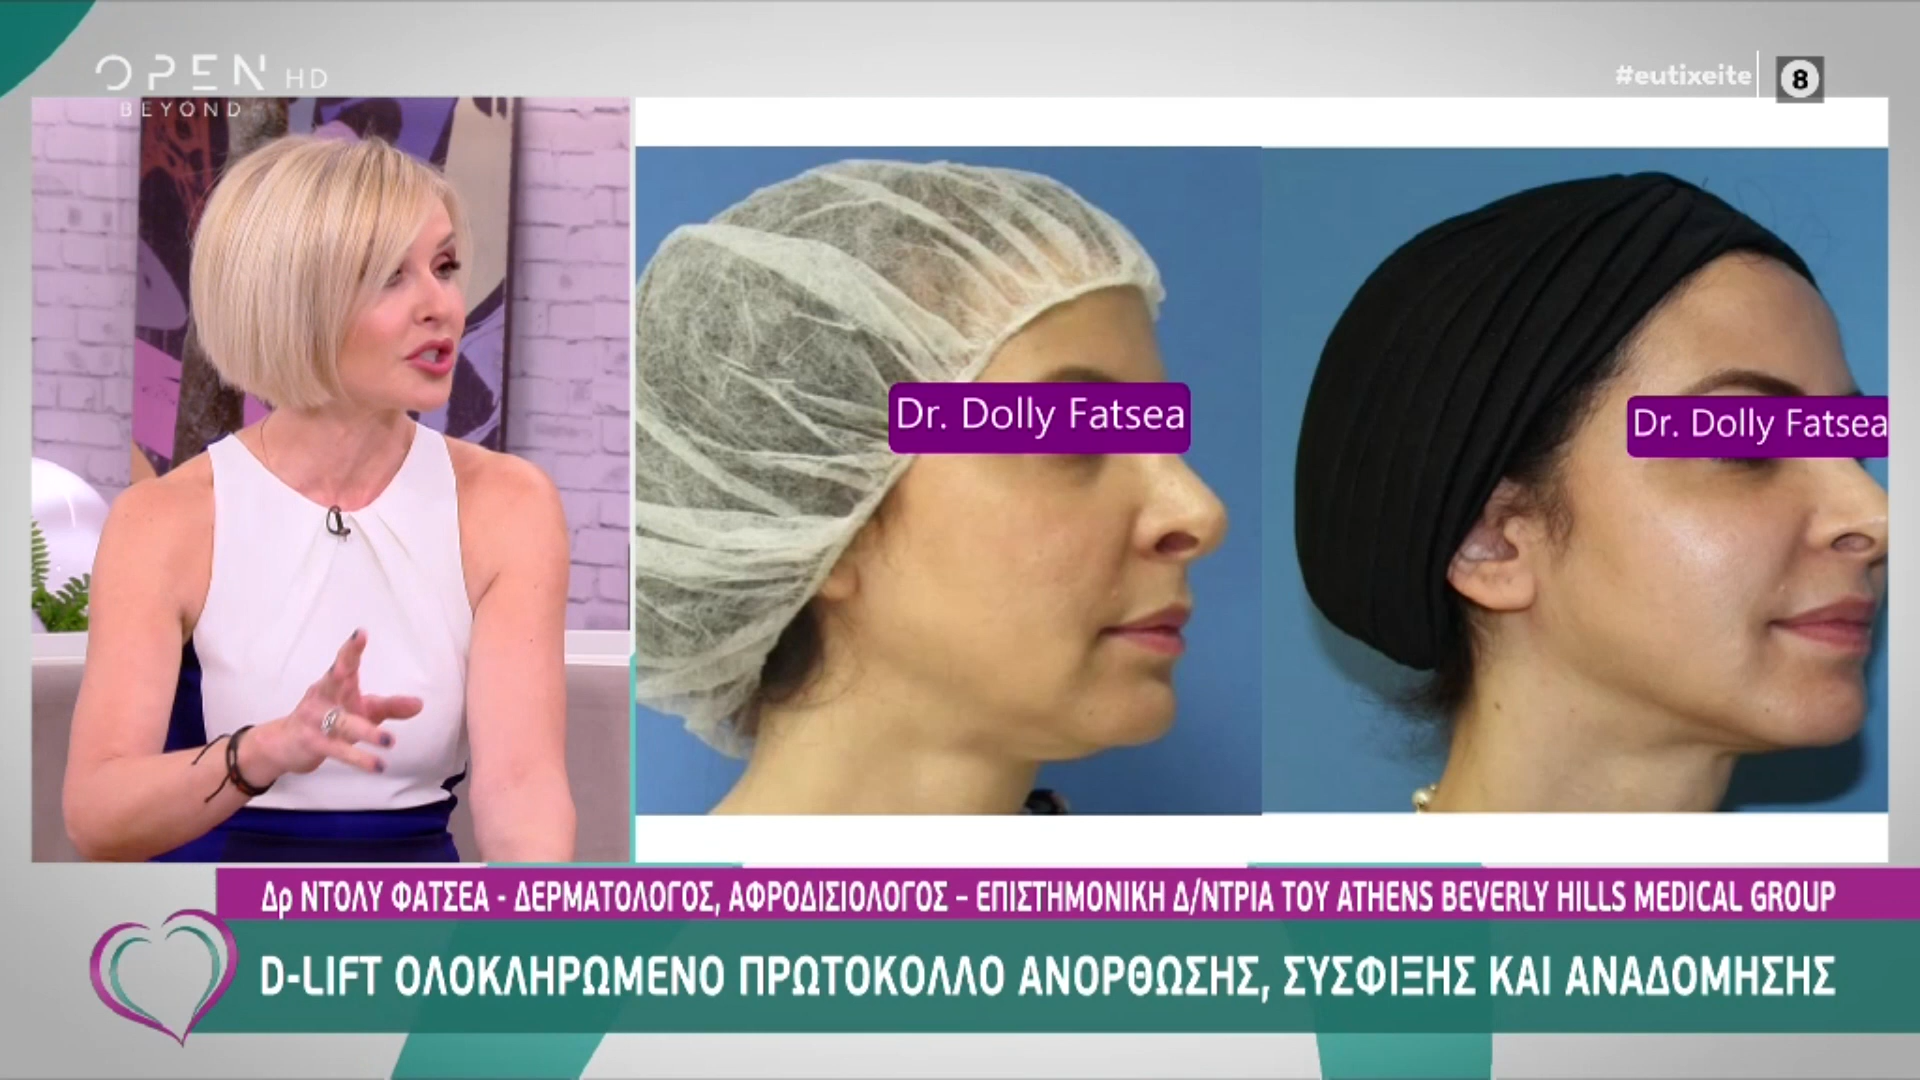 OPEN HD
BEYOND
#eutixeite
8
Dr. Dolly Fatsea
Dr. Dolly Fatsea
Δρ ΝΤΟΛΥ ΦΑΤΣΕΑ - ΔΕΡΜΑΤΟΛΟΓΟΣ, ΑΦΡΟΔΙΣΙΟΛΟΓΟΣ – ΕΠΙΣΤΗΜΟΝΙΚΗ Δ/ΝΤΡΙΑ ΤΟΥ ATHENS BEVERLY HILLS MEDICAL GROUP
D-LIFT ΟΛΟΚΛΗΡΩΜΕΝΟ ΠΡΩΤΟΚΟΛΛΟ ΑΝΟΡΘΩΣΗΣ, ΣΥΣΦΙΞΗΣ ΚΑΙ ΑΝΑΔΟΜΗΣΗΣ